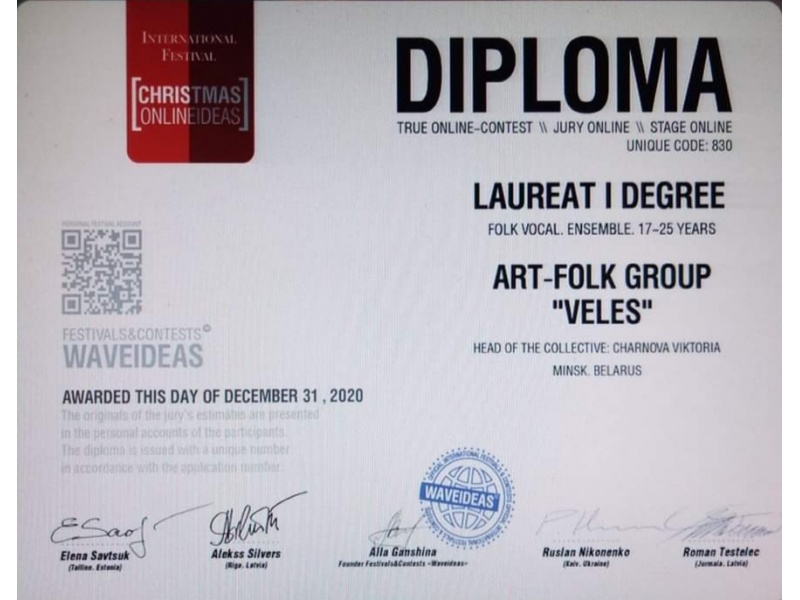 INTERNATIONAL
FESTIVAL
[CHRISTMAS
ONLINEIDEAS]
DIPLOMA
TRUE ONLINE-CONTEST \\ JURY ONLINE \\ STAGE ONLINE
UNIQUE CODE: 830
LAUREAT I DEGREE
FOLK VOCAL. ENSEMBLE. 17-25 YEARS
ART-FOLK GROUP
"VELES"
HEAD OF THE COLLECTIVE: CHARNOVA VIKTORIA
MINSK. BELARUS
PERSONAL FESTIVAL ACCOUNT
FESTIVALS&CONTESTS©
WAVEIDEAS
AWARDED THIS DAY OF DECEMBER 31 , 2020
The originals of the jury's estimates are presented
in the personal accounts of the participants.
The diploma is issued with a unique number
in accordance with the application number.
WAVEIDEAS
Elena Savtsuk
(Tallinn. Estonia)
Alekss Silvers
(Riga. Latvia)
Alla Ganshina
Founder Festivals&Contests «Waveideas»
Ruslan Nikonenko
(Kaiv. Ukraine)
Roman Testelec
(Jurmala. Latvia)